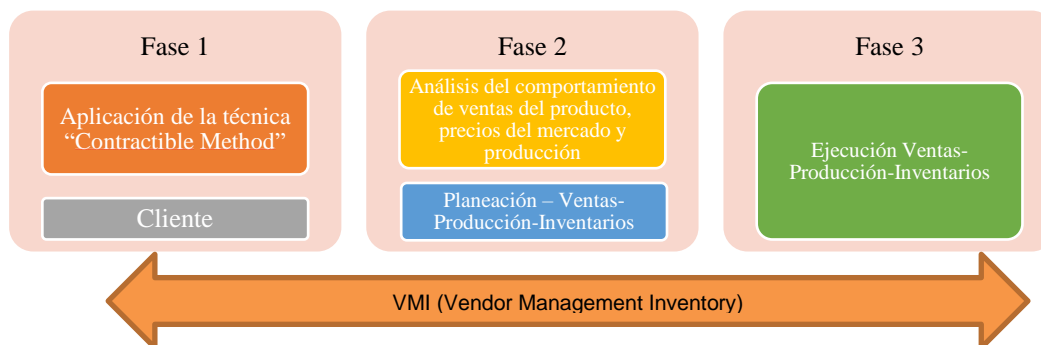 Fase 1
Aplicación de la técnica
“Contractible Method”
Cliente
Fase 2
Análisis del comportamiento
de ventas del producto,
precios del mercado y
producción
Planeación – Ventas-
Producción-Inventarios
Fase 3
Ejecución Ventas-
Producción-Inventarios
VMI (Vendor Management Inventory)